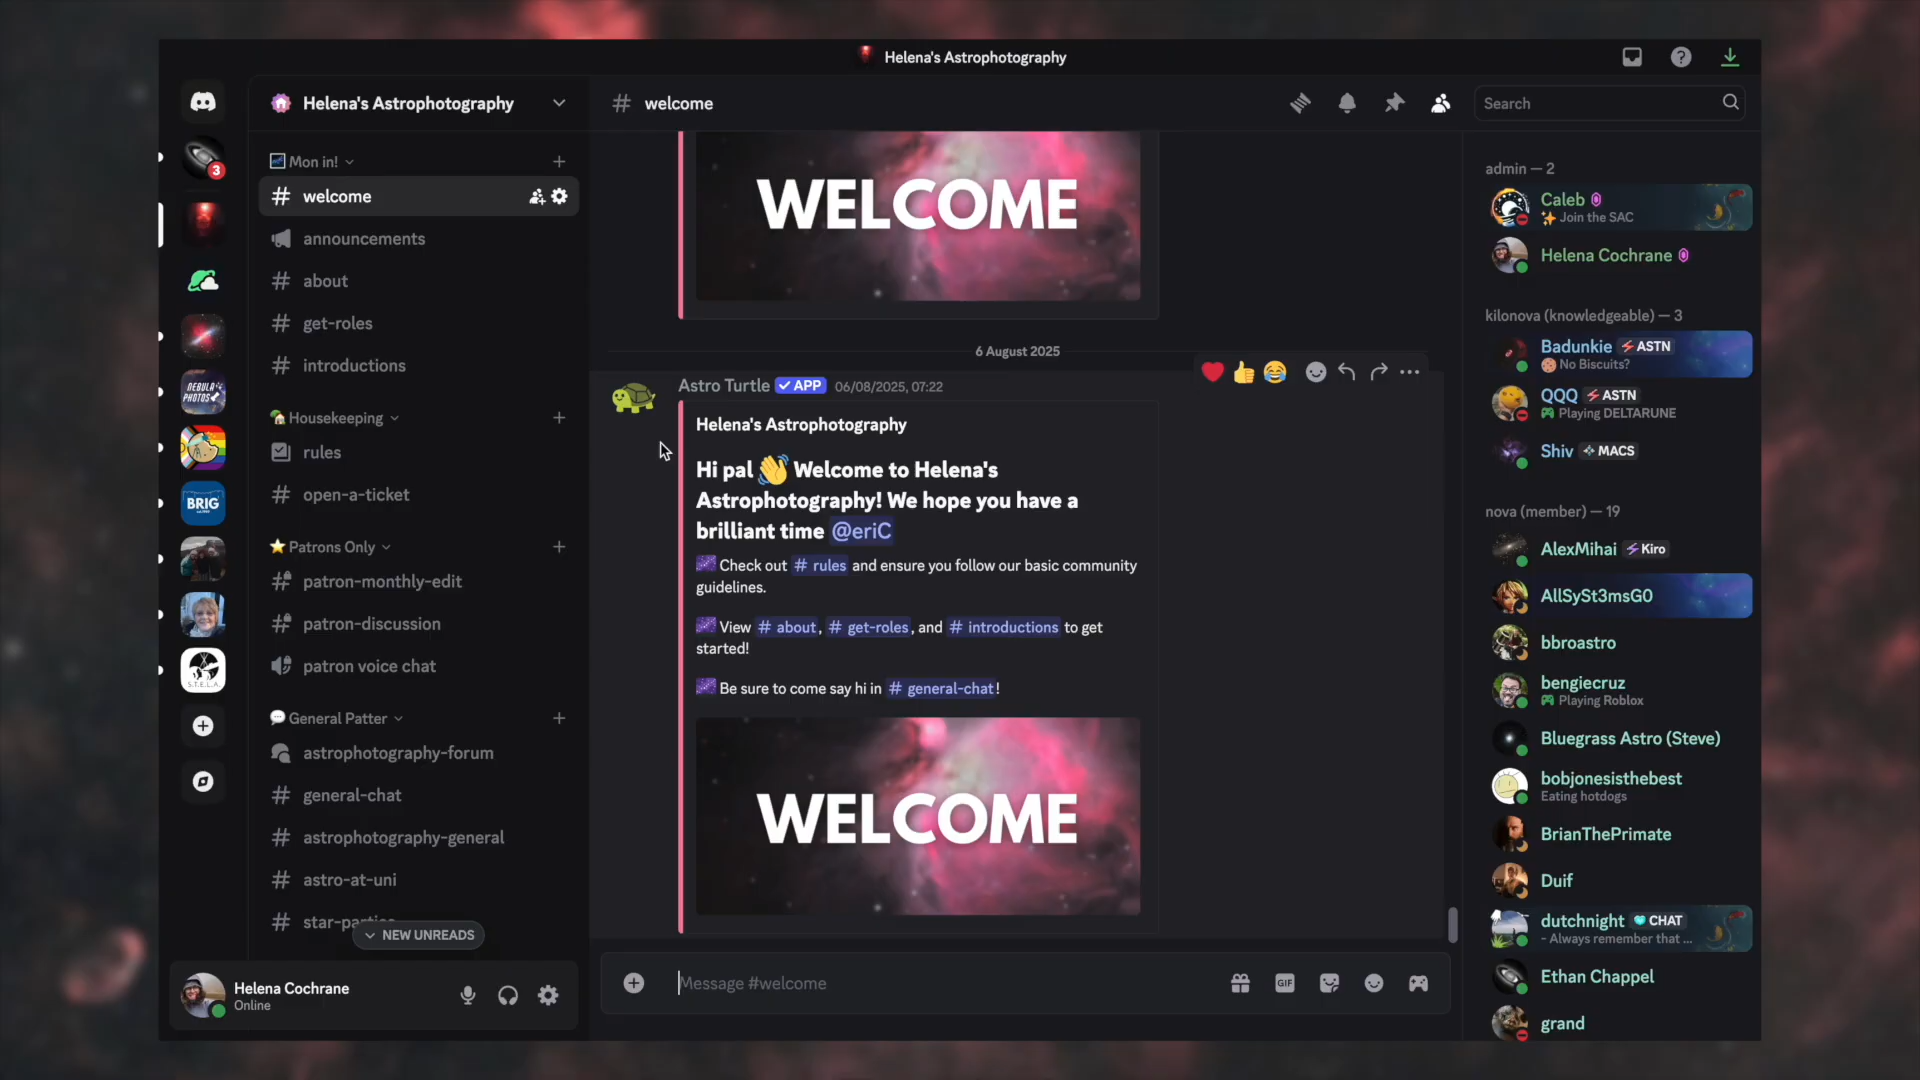 Helena's Astrophotography
Helena's Astrophotography
# welcome
Search
Mon in!
welcome
announcements
about
get-roles
introductions
Housekeeping
rules
open-a-ticket
Patrons Only
patron-monthly-edit
patron-discussion
patron voice chat
General Patter
astrophotography-forum
general-chat
astrophotography-general
astro-at-uni
NEW UNREADS
Helena Cochrane
Online
3
NEBULA
PHOTOS
BRIG
S.T.E.L.A.
WELCOME
6 August 2025
Astro Turtle ✓ APP 06/08/2025, 07:22
Helena's Astrophotography
Hi pal 👋 Welcome to Helena's
Astrophotography! We hope you have a
brilliant time @eriC
Check out # rules and ensure you follow our basic community
guidelines.
View # about, # get-roles, and # introductions to get
started!
Be sure to come say hi in # general-chat!
WELCOME
Message #welcome
GIF
admin — 2
Caleb
✨ Join the SAC
Helena Cochrane
kilonova (knowledgeable) — 3
Badunkie ASTN
No Biscuits?
QQQ ASTN
Playing DELTARUNE
Shiv MACS
nova (member) — 19
AlexMihai Kiro
AllSySt3msG0
bbroastro
bengiecruz
Playing Roblox
Bluegrass Astro (Steve)
bobjonesisthebest
Eating hotdogs
BrianThePrimate
Duif
dutchnight CHAT
- Always remember that ...
Ethan Chappel
grand